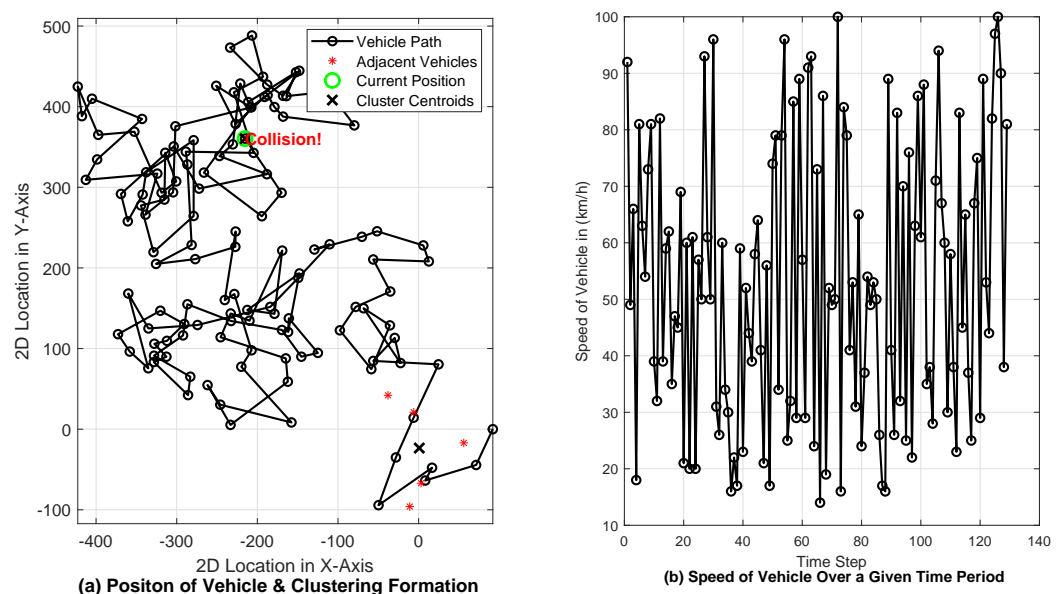 500
400
300
200
100
0
-100
2D Location in Y-Axis
Vehicle Path
Adjacent Vehicles
Current Position
Cluster Centroids
Collision!
-400 -300 -200 -100 0
2D Location in X-Axis
(a) Positon of Vehicle & Clustering Formation
100
90
80
70
60
50
40
30
20
10
Speed of Vehicle in (km/h)
0 20 40 60 80 100 120 140
Time Step
(b) Speed of Vehicle Over a Given Time Period